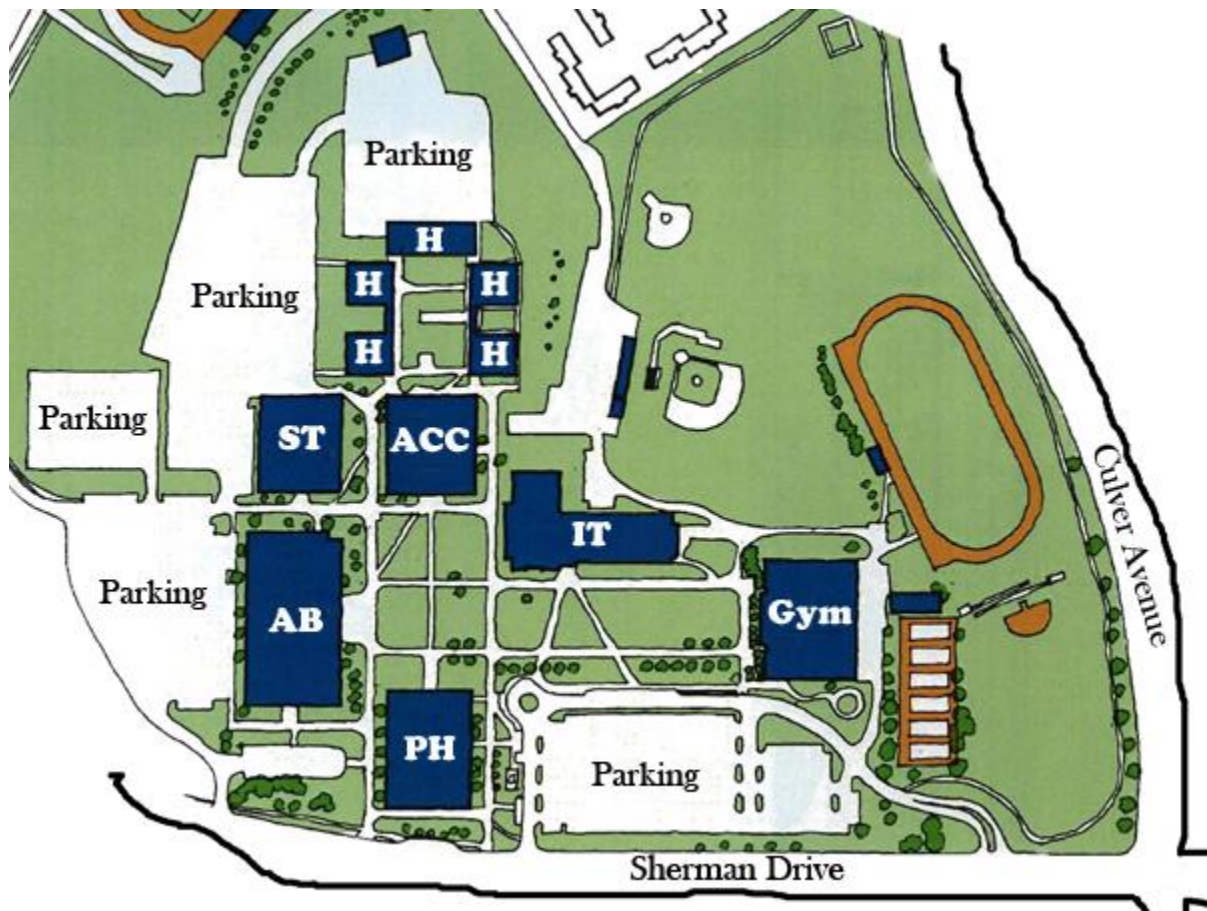 Parking
H
Parking
H
H
H
H
Parking
ST
ACC
IT
Culver Avenue
Parking
AB
Gym
PH
Parking
Sherman Drive